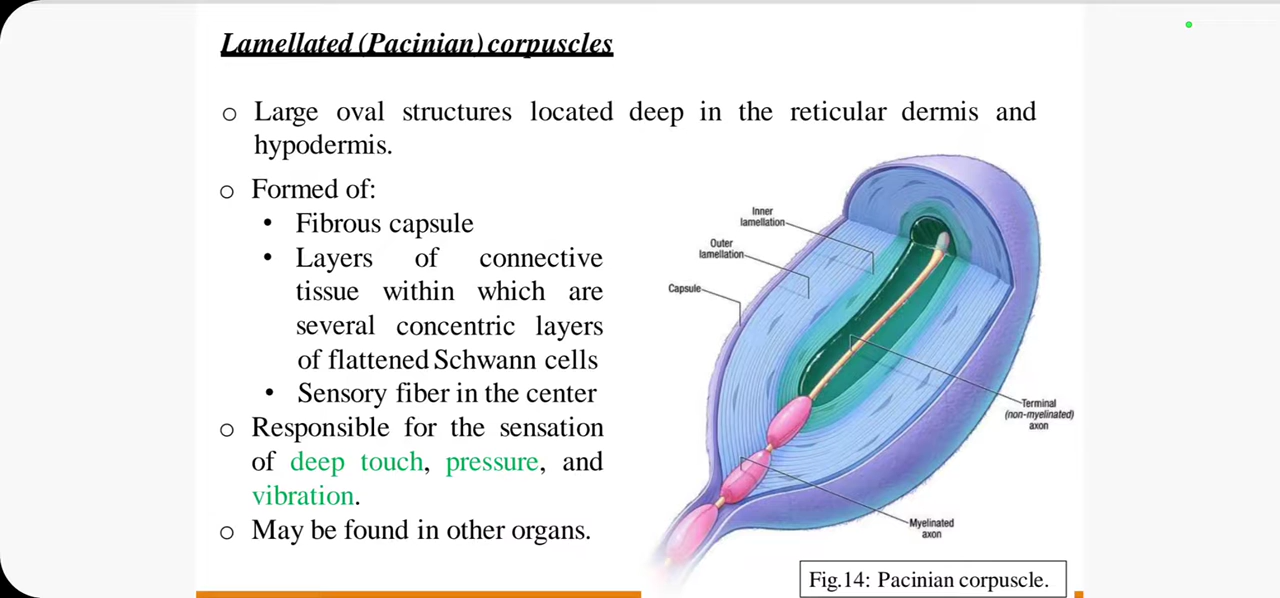 Lamellated (Pacinian) corpuscles
o Large oval structures located deep in the reticular dermis and
hypodermis.
o Formed of:
• Fibrous capsule
• Layers of connective
tissue within which are
several concentric layers
of flattened Schwann cells
• Sensory fiber in the center
o Responsible for the sensation
of deep touch, pressure, and
vibration.
o May be found in other organs.
Inner
lamellation
Outer
lamellation
Capsule
Terminal
(non-myelinated)
axon
Myelinated
axon
Fig.14: Pacinian corpuscle.